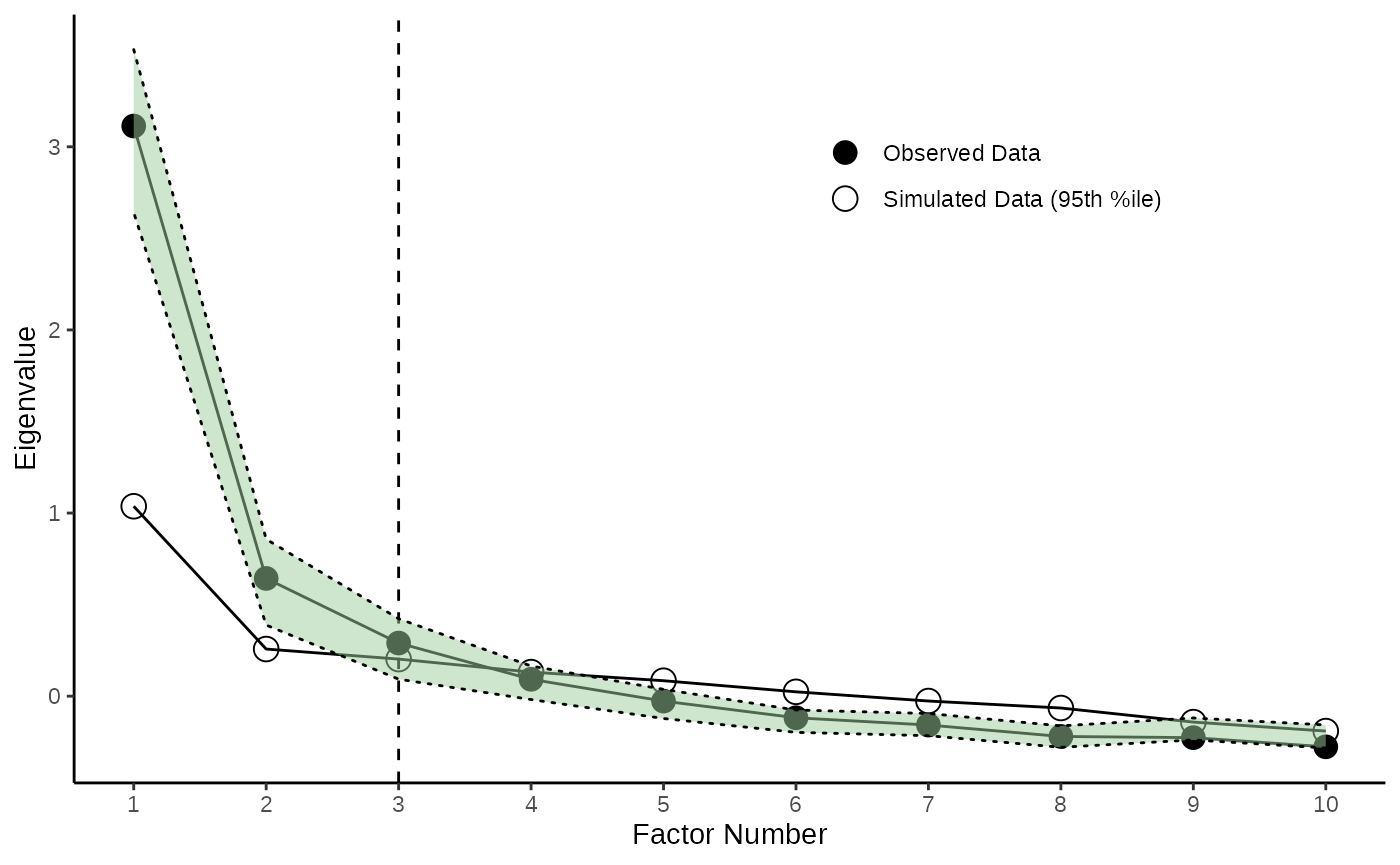 Eigenvalue
3
2
1
0
Observed Data
Simulated Data (95th %ile)
1 2 3 4 5 6 7 8 9 10
Factor Number